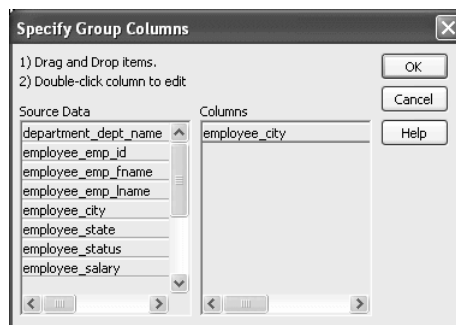 Specify Group Columns
1) Drag and Drop items.
2) Double-click column to edit
OK
Cancel
Help
Source Data
department_dept_name
employee_emp_id
employee_emp_fname
employee_emp_lname
employee_city
employee_state
employee_status
employee_salary
Columns
employee_city